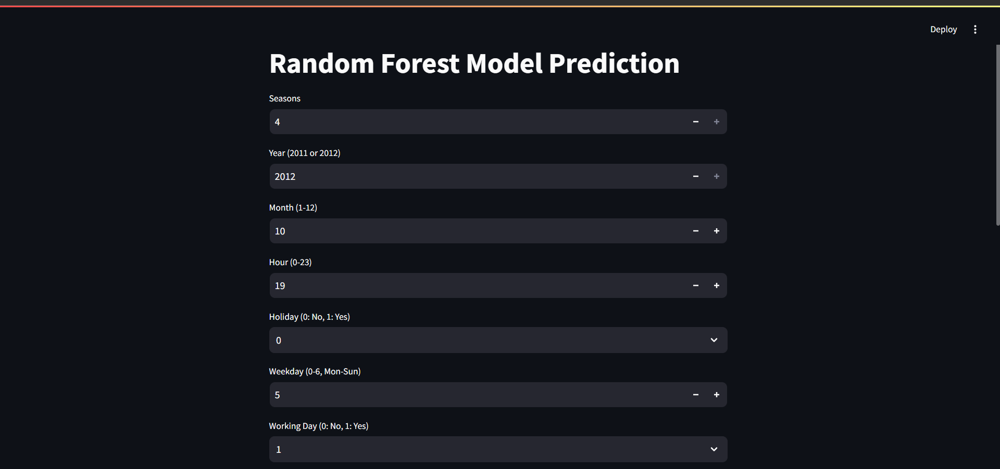 Deploy
Random Forest Model Prediction
Seasons
4
Year (2011 or 2012)
2012
Month (1-12)
10
Hour (0-23)
19
Holiday (0: No, 1: Yes)
0
Weekday (0-6, Mon-Sun)
5
Working Day (0: No, 1: Yes)
1